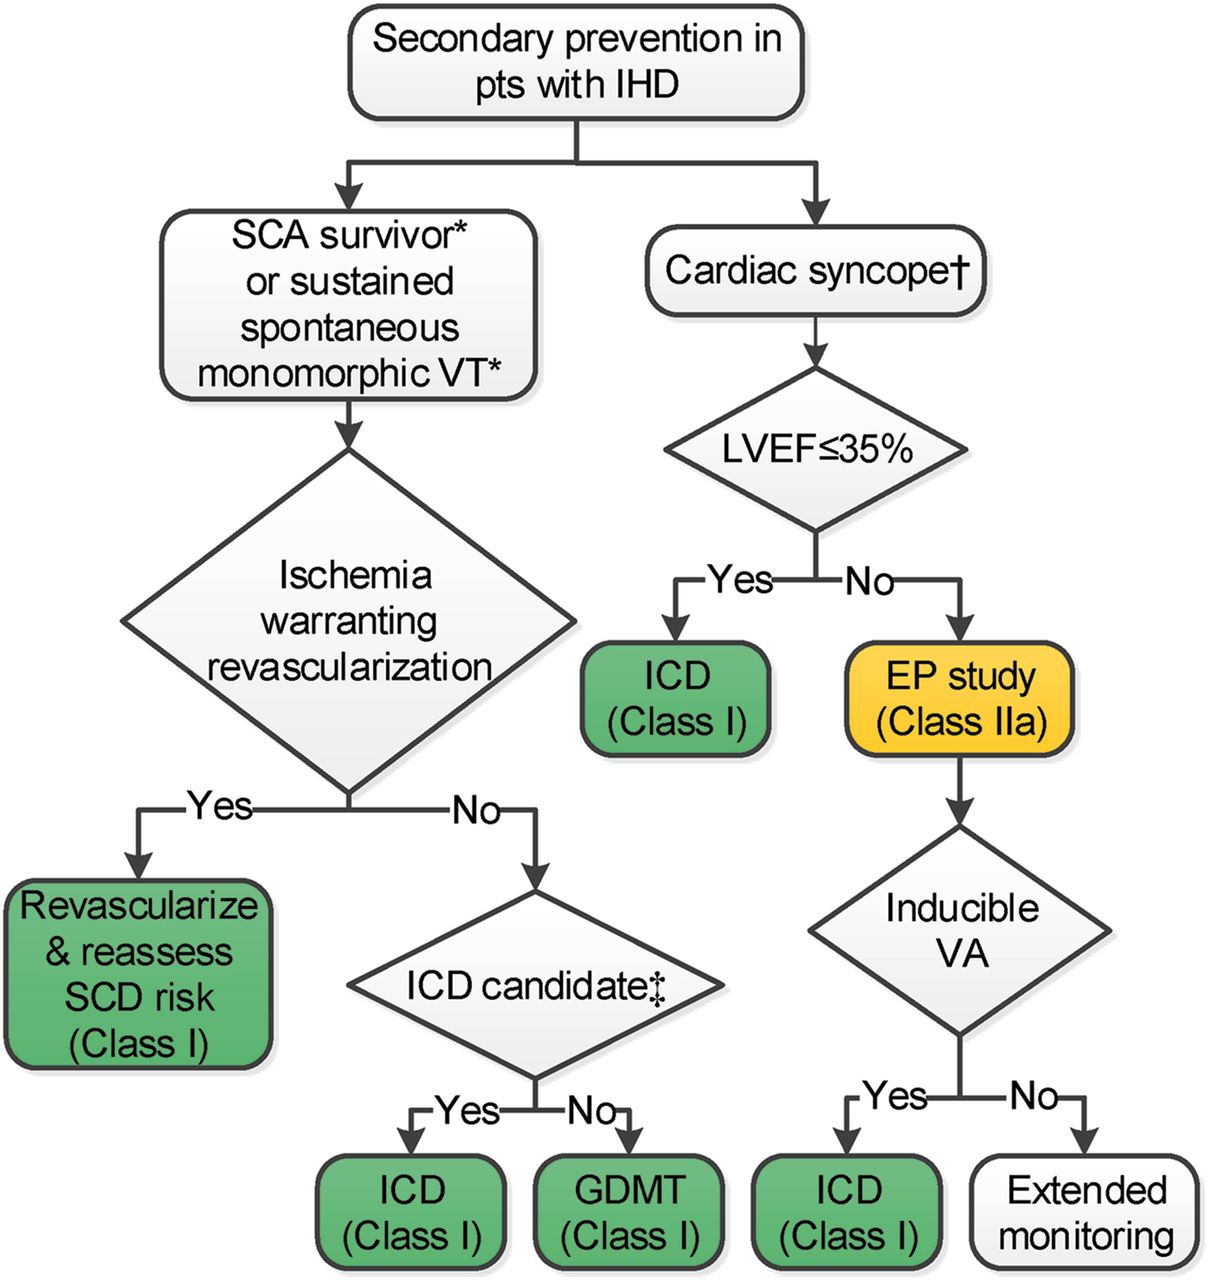 Secondary prevention in
pts with IHD
SCA survivor*
or sustained
spontaneous
monomorphic VT*
Cardiac syncope†
LVEF≤35%
Ischemia
warranting
revascularization
Yes
No
ICD
(Class I)
EP study
(Class IIa)
Yes
No
Revascularize
& reassess
SCD risk
(Class I)
ICD candidate‡
Inducible
VA
Yes
No
Yes
No
ICD
(Class I)
GDMT
(Class I)
ICD
(Class I)
Extended
monitoring